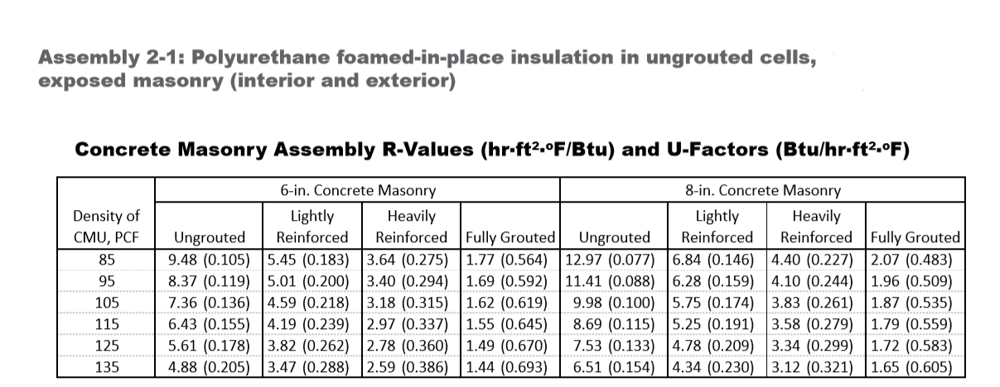 Assembly 2-1: Polyurethane foamed-in-place insulation in ungrouted cells,
exposed masonry (interior and exterior)
Concrete Masonry Assembly R-Values (hr·ft²·ºF/Btu) and U-Factors (Btu/hr·ft²·ºF)
6-in. Concrete Masonry 8-in. Concrete Masonry
Density of Lightly Heavily Lightly Heavily
CMU, PCF Ungrouted Reinforced Reinforced Fully Grouted Ungrouted Reinforced Reinforced Fully Grouted
85 9.48 (0.105) 5.45 (0.183) 3.64 (0.275) 1.77 (0.564) 12.97 (0.077) 6.84 (0.146) 4.40 (0.227) 2.07 (0.483)
95 8.37 (0.119) 5.01 (0.200) 3.40 (0.294) 1.69 (0.592) 11.41 (0.088) 6.28 (0.159) 4.10 (0.244) 1.96 (0.509)
105 7.36 (0.136) 4.59 (0.218) 3.18 (0.315) 1.62 (0.619) 9.98 (0.100) 5.75 (0.174) 3.83 (0.261) 1.87 (0.535)
115 6.43 (0.155) 4.19 (0.239) 2.97 (0.337) 1.55 (0.645) 8.69 (0.115) 5.25 (0.191) 3.58 (0.279) 1.79 (0.559)
125 5.61 (0.178) 3.82 (0.262) 2.78 (0.360) 1.49 (0.670) 7.53 (0.133) 4.78 (0.209) 3.34 (0.299) 1.72 (0.583)
135 4.88 (0.205) 3.47 (0.288) 2.59 (0.386) 1.44 (0.693) 6.51 (0.154) 4.34 (0.230) 3.12 (0.321) 1.65 (0.605)